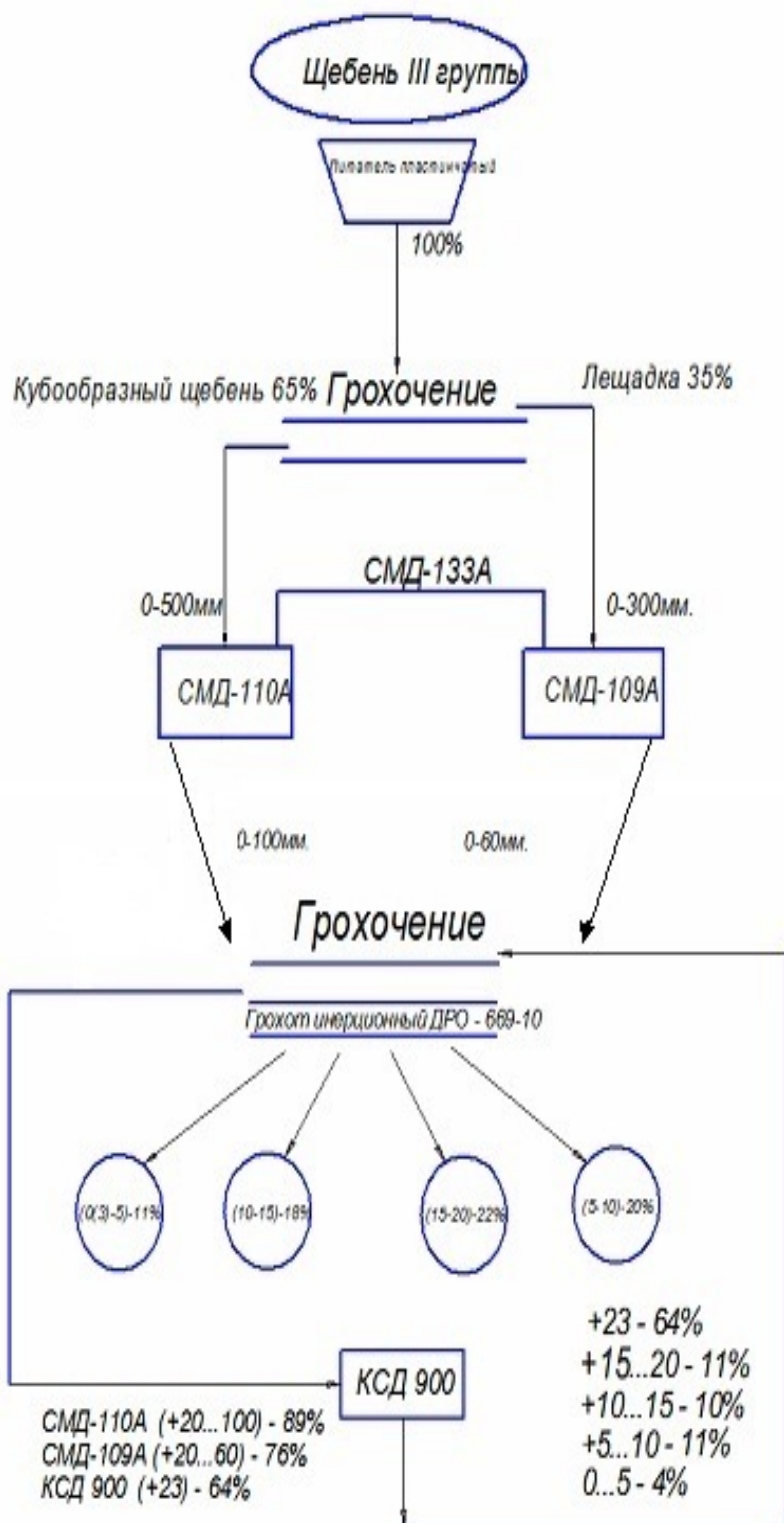 Щебень III группы
Питатель пластинчатый
100%
Кубообразный щебень 65%
Грохочение
Лещадка 35%
СМД-133А
0-500мм
0-300мм.
СМД-110А
СМД-109А
0-100мм.
0-60мм.
Грохочение
Грохот инерционный ДРО - 669-10
(0(3)-5)-11%
(10-15)-18%
(15-20)-22%
(5-10)-20%
+23 - 64%
+15...20 - 11%
+10...15 - 10%
+5...10 - 11%
0...5 - 4%
КСД 900
СМД-110А (+20...100) - 89%
СМД-109А (+20...60) - 76%
КСД 900 (+23) - 64%